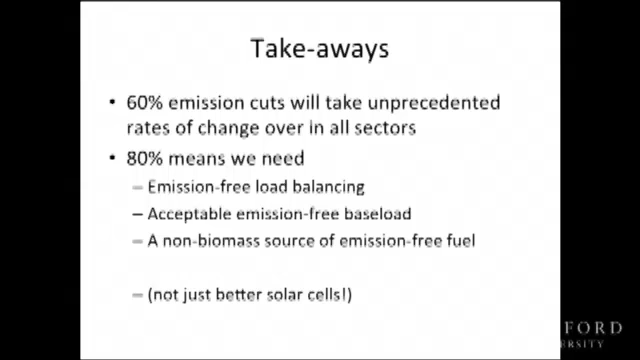 Take-aways
• 60% emission cuts will take unprecedented
rates of change over in all sectors
• 80% means we need
– Emission-free load balancing
– Acceptable emission-free baseload
– A non-biomass source of emission-free fuel
– (not just better solar cells!)
FORD
ERSITY